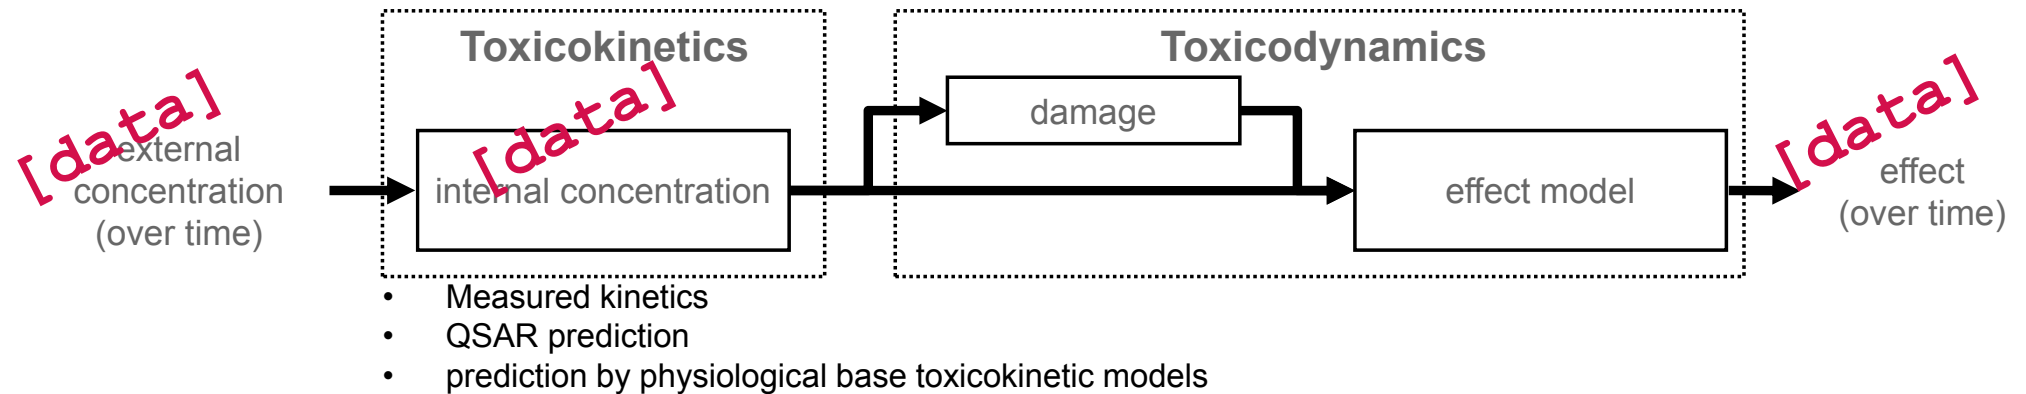 Toxicokinetics
Toxicodynamics
[data]
external
concentration
(over time)
[data]
internal concentration
damage
effect model
[data]
effect
(over time)
• Measured kinetics
• QSAR prediction
• prediction by physiological base toxicokinetic models